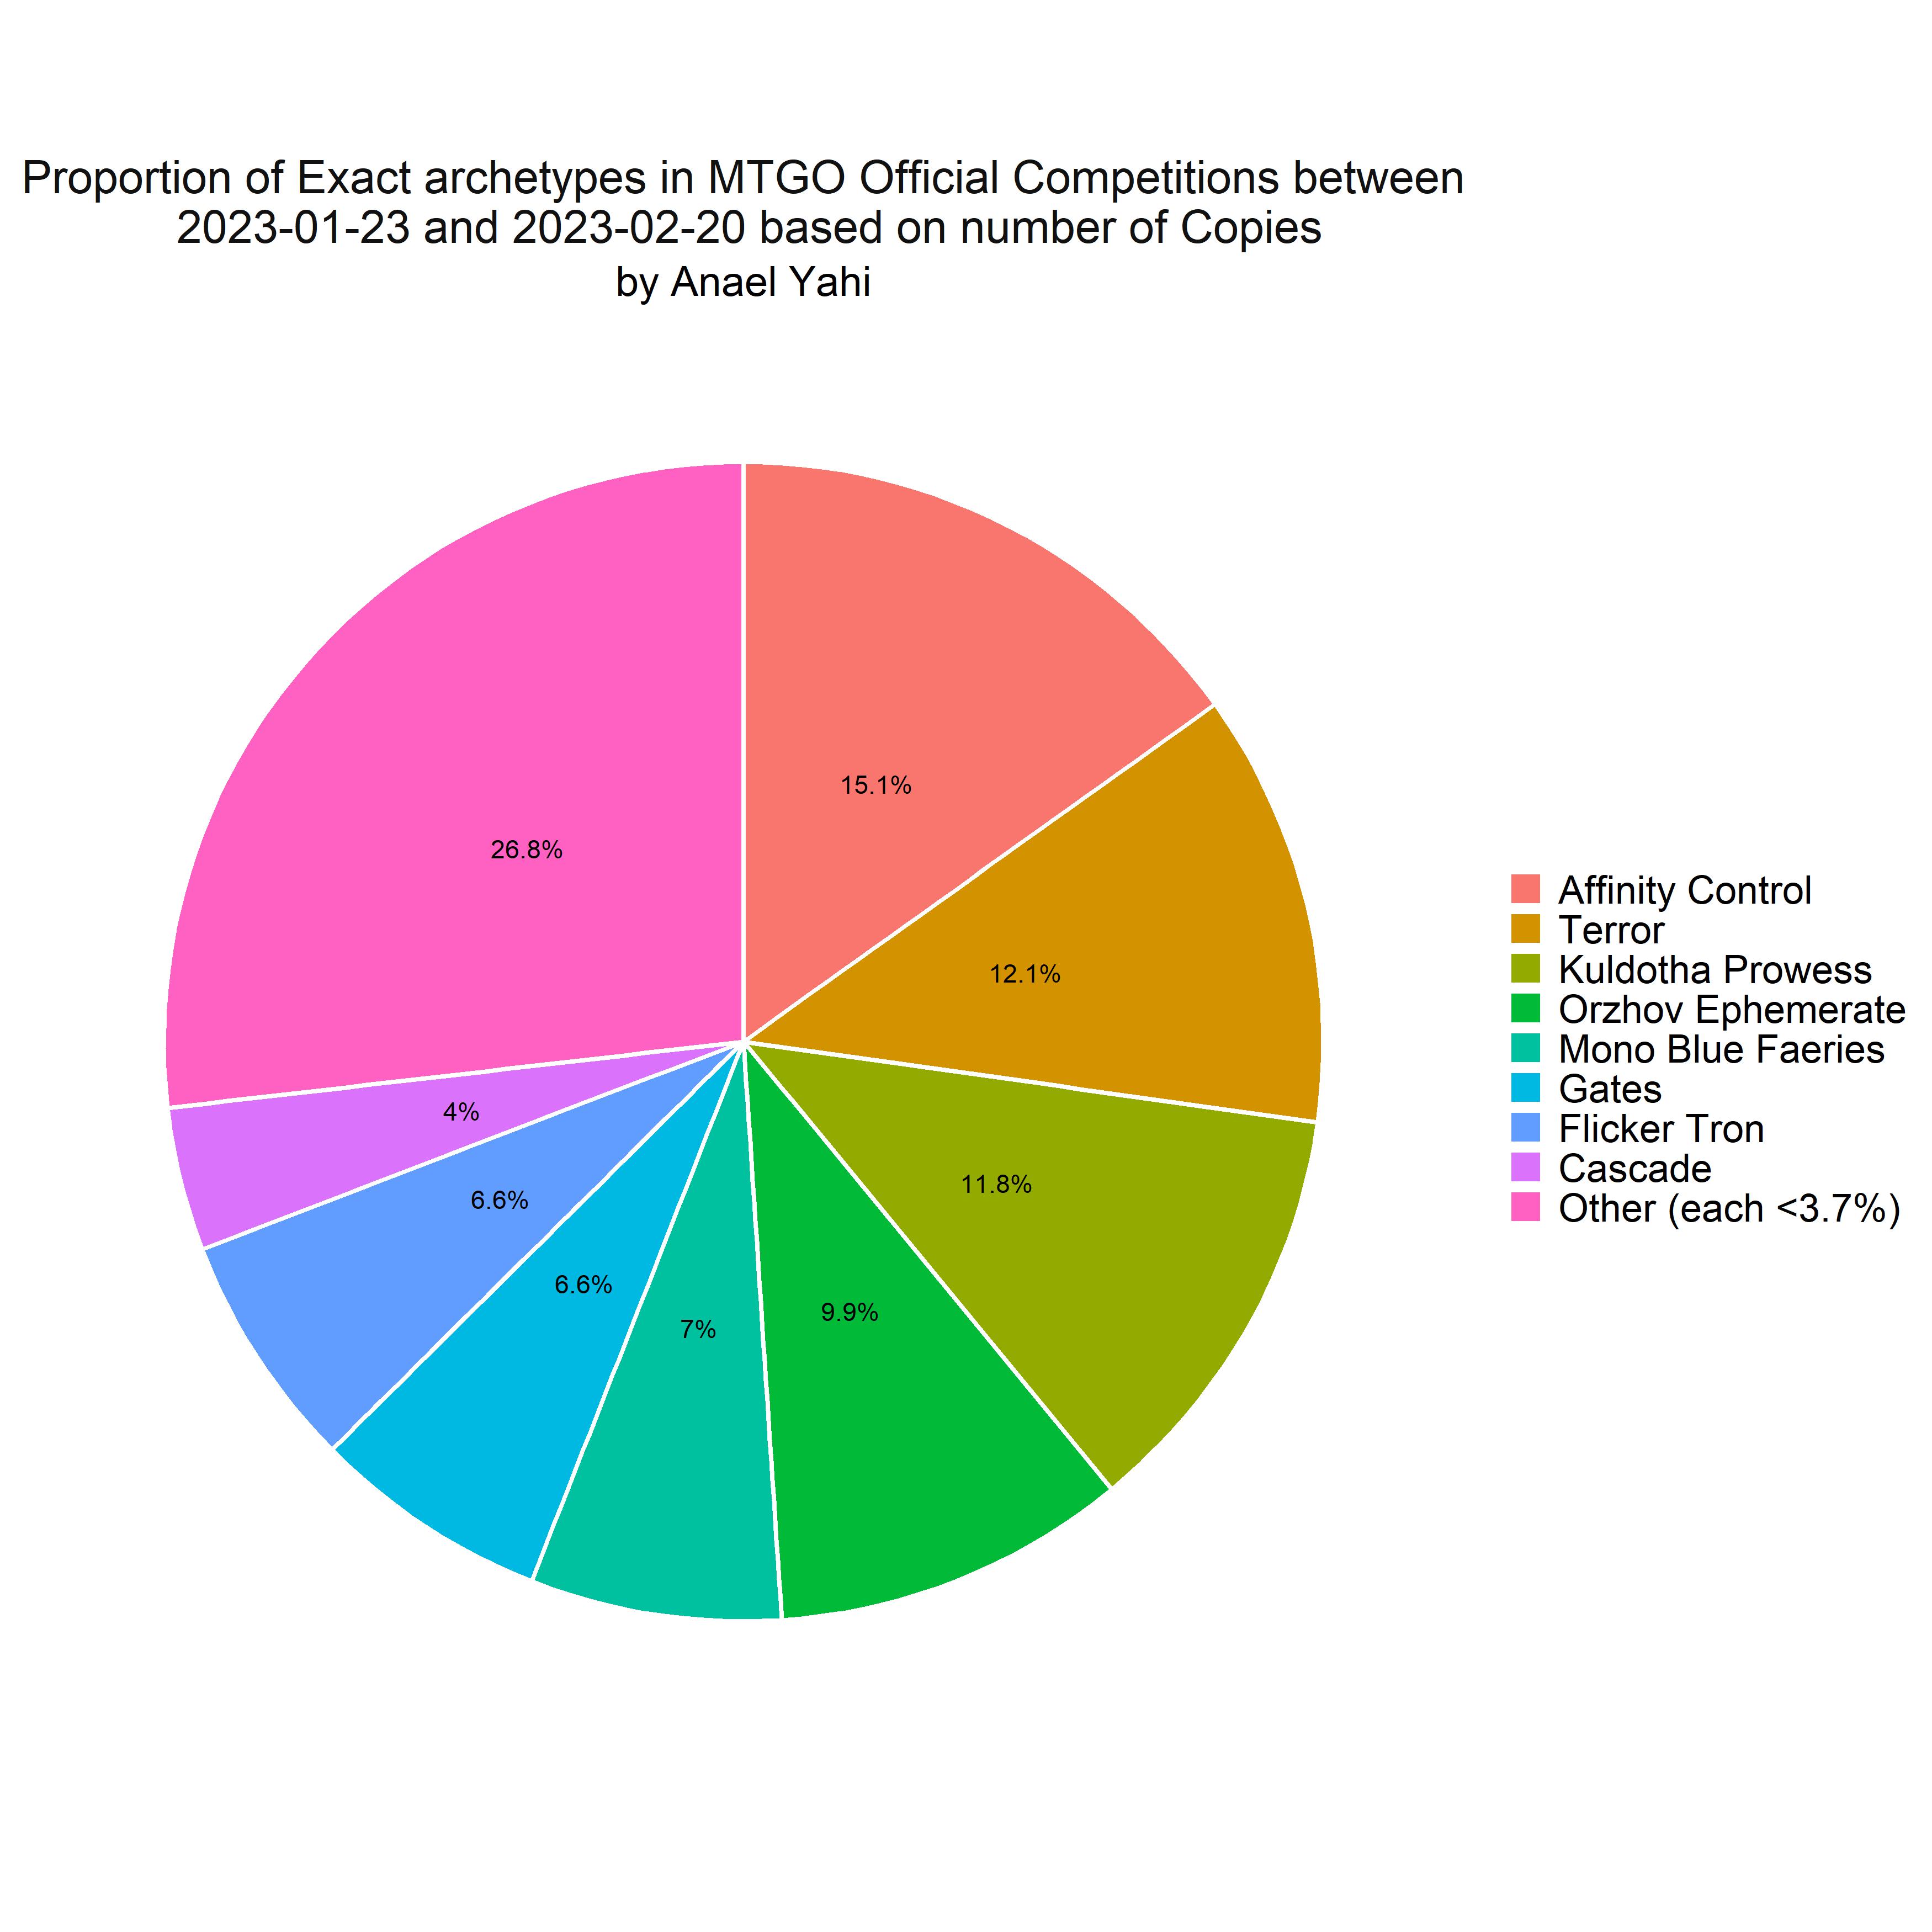 Proportion of Exact archetypes in MTGO Official Competitions between
2023-01-23 and 2023-02-20 based on number of Copies
by Anael Yahi
15.1%
26.8%
12.1%
4%
11.8%
6.6%
6.6%
9.9%
7%
Affinity Control
Terror
Kuldotha Prowess
Orzhov Ephemerate
Mono Blue Faeries
Gates
Flicker Tron
Cascade
Other (each <3.7%)